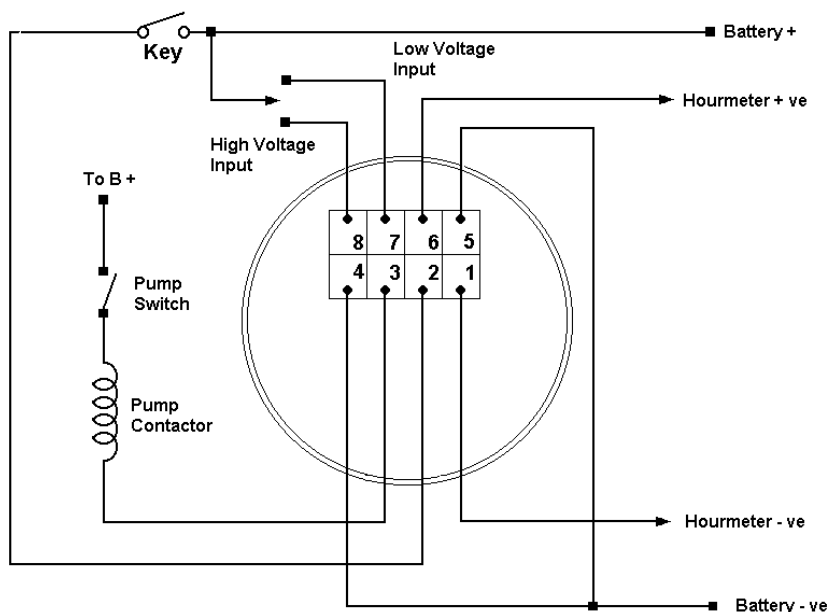 Key
Battery +
Low Voltage
Input
Hourmeter + ve
High Voltage
Input
To B +
8 7 6 5
4 3 2 1
Pump
Switch
Pump
Contactor
Hourmeter - ve
Battery - ve